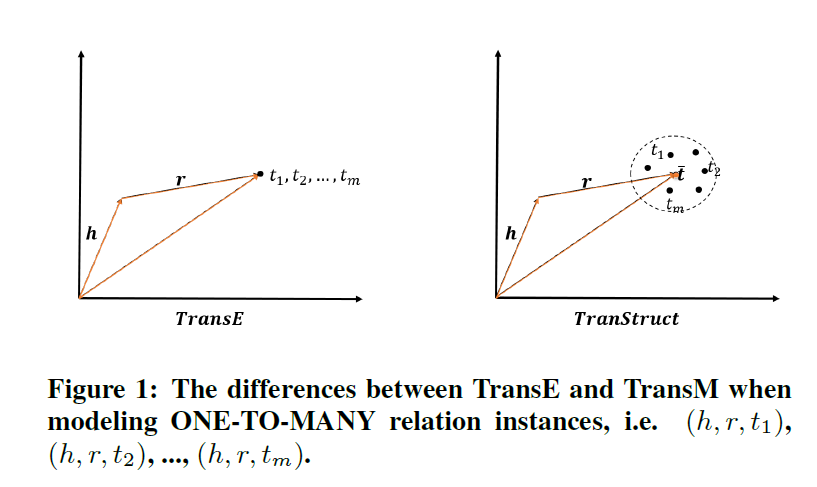 r
t₁, t₂, ..., tₘ
h
TransE
t₁
t₂
t̄
r
tₘ
h
TranStruct
Figure 1: The differences between TransE and TransM when
modeling ONE-TO-MANY relation instances, i.e. (h, r, t₁),
(h, r, t₂), ..., (h, r, tₘ).